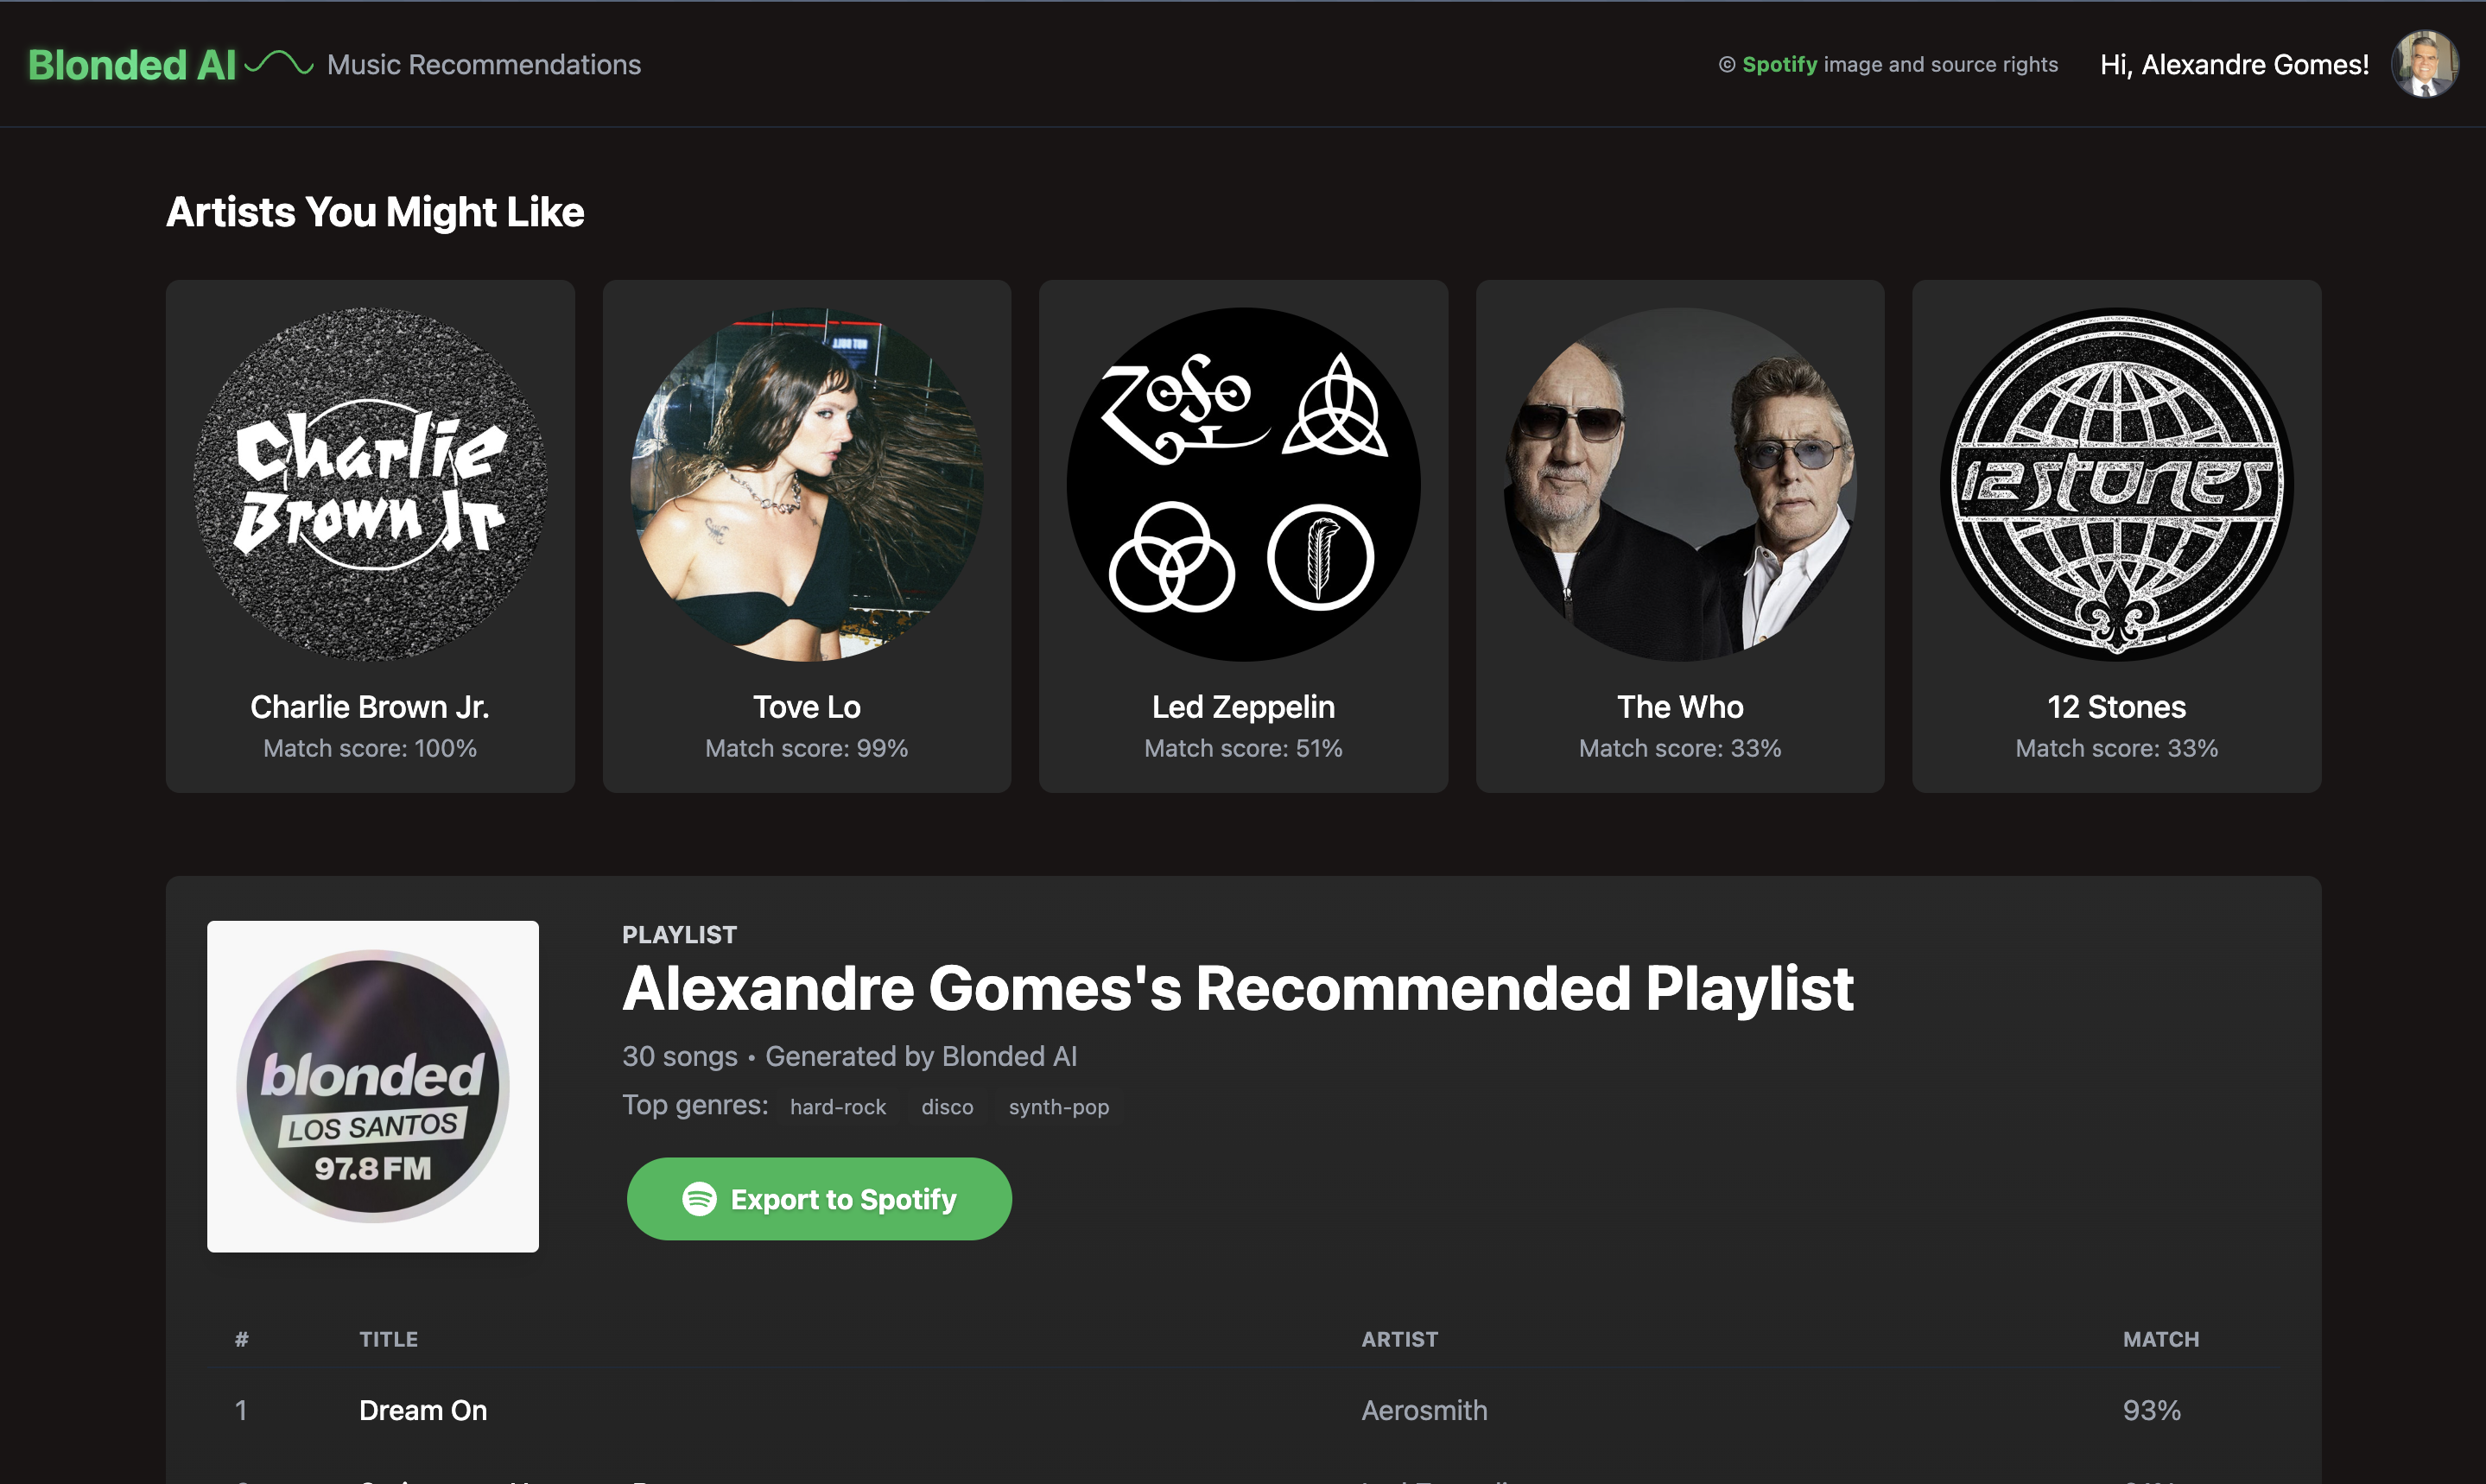 Blonded AI Music Recommendations
© Spotify image and source rights
Hi, Alexandre Gomes!
Artists You Might Like
Charlie Brown Jr
ZoSo
12 Stones
Charlie Brown Jr.
Match score: 100%
Tove Lo
Match score: 99%
Led Zeppelin
Match score: 51%
The Who
Match score: 33%
12 Stones
Match score: 33%
blonded
LOS SANTOS
97.8 FM
PLAYLIST
Alexandre Gomes's Recommended Playlist
30 songs • Generated by Blonded AI
Top genres: hard-rock disco synth-pop
Export to Spotify
# TITLE ARTIST MATCH
1 Dream On Aerosmith 93%